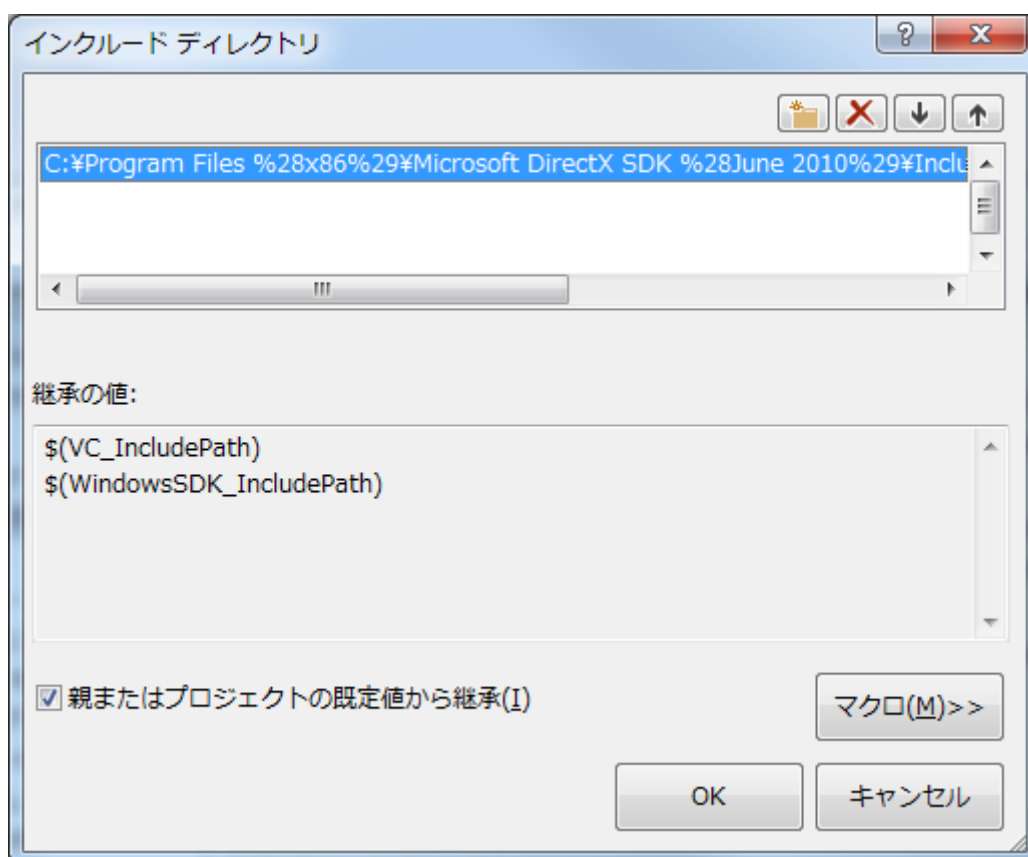 インクルード ディレクトリ
C:¥Program Files %28x86%29¥Microsoft DirectX SDK %28June 2010%29¥Inclu
継承の値:
$(VC_IncludePath)
$(WindowsSDK_IncludePath)
親またはプロジェクトの既定値から継承(I)
マクロ(M)>>
OK
キャンセル